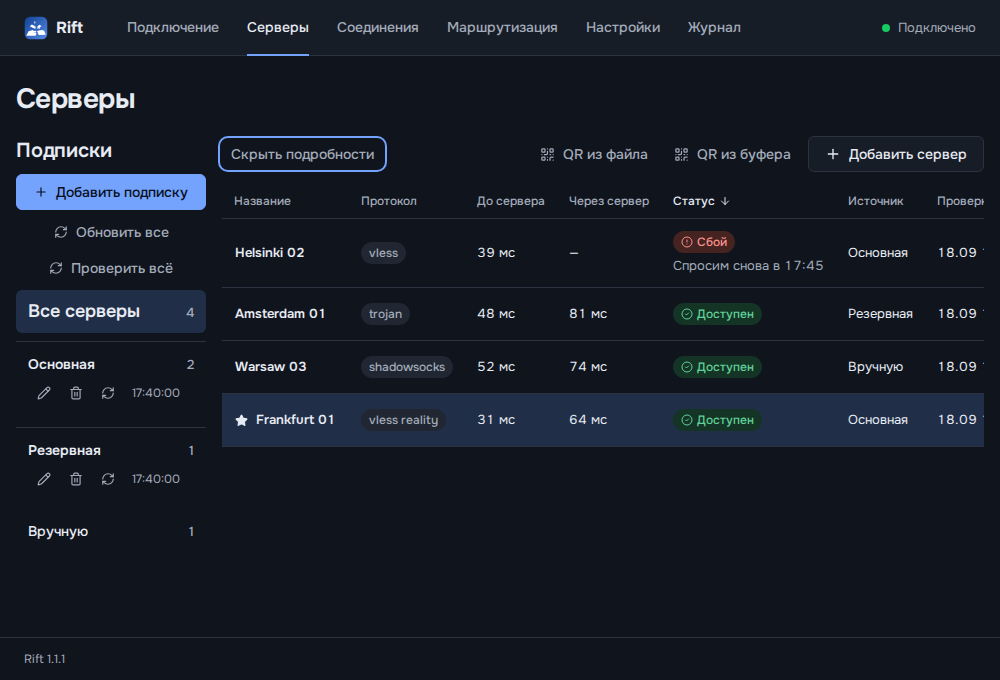 Rift Подключение Серверы Соединения Маршрутизация Настройки Журнал Подключено
Серверы
Подписки
Скрыть подробности QR из файла QR из буфера + Добавить сервер
+ Добавить подписку
Обновить все
Проверить всё
Все серверы 4
Основная 2
17:40:00
Резервная 1
17:40:00
Вручную 1
Название Протокол До сервера Через сервер Статус ↓ Источник
Helsinki 02 vless 39 мс – Сбой Основная 18.09
Спросим снова в 17:45
Amsterdam 01 trojan 48 мс 81 мс Доступен Резервная 18.09
Warsaw 03 shadowsocks 52 мс 74 мс Доступен Вручную 18.09
Frankfurt 01 vless reality 31 мс 64 мс Доступен Основная 18.09
Rift 1.1.1